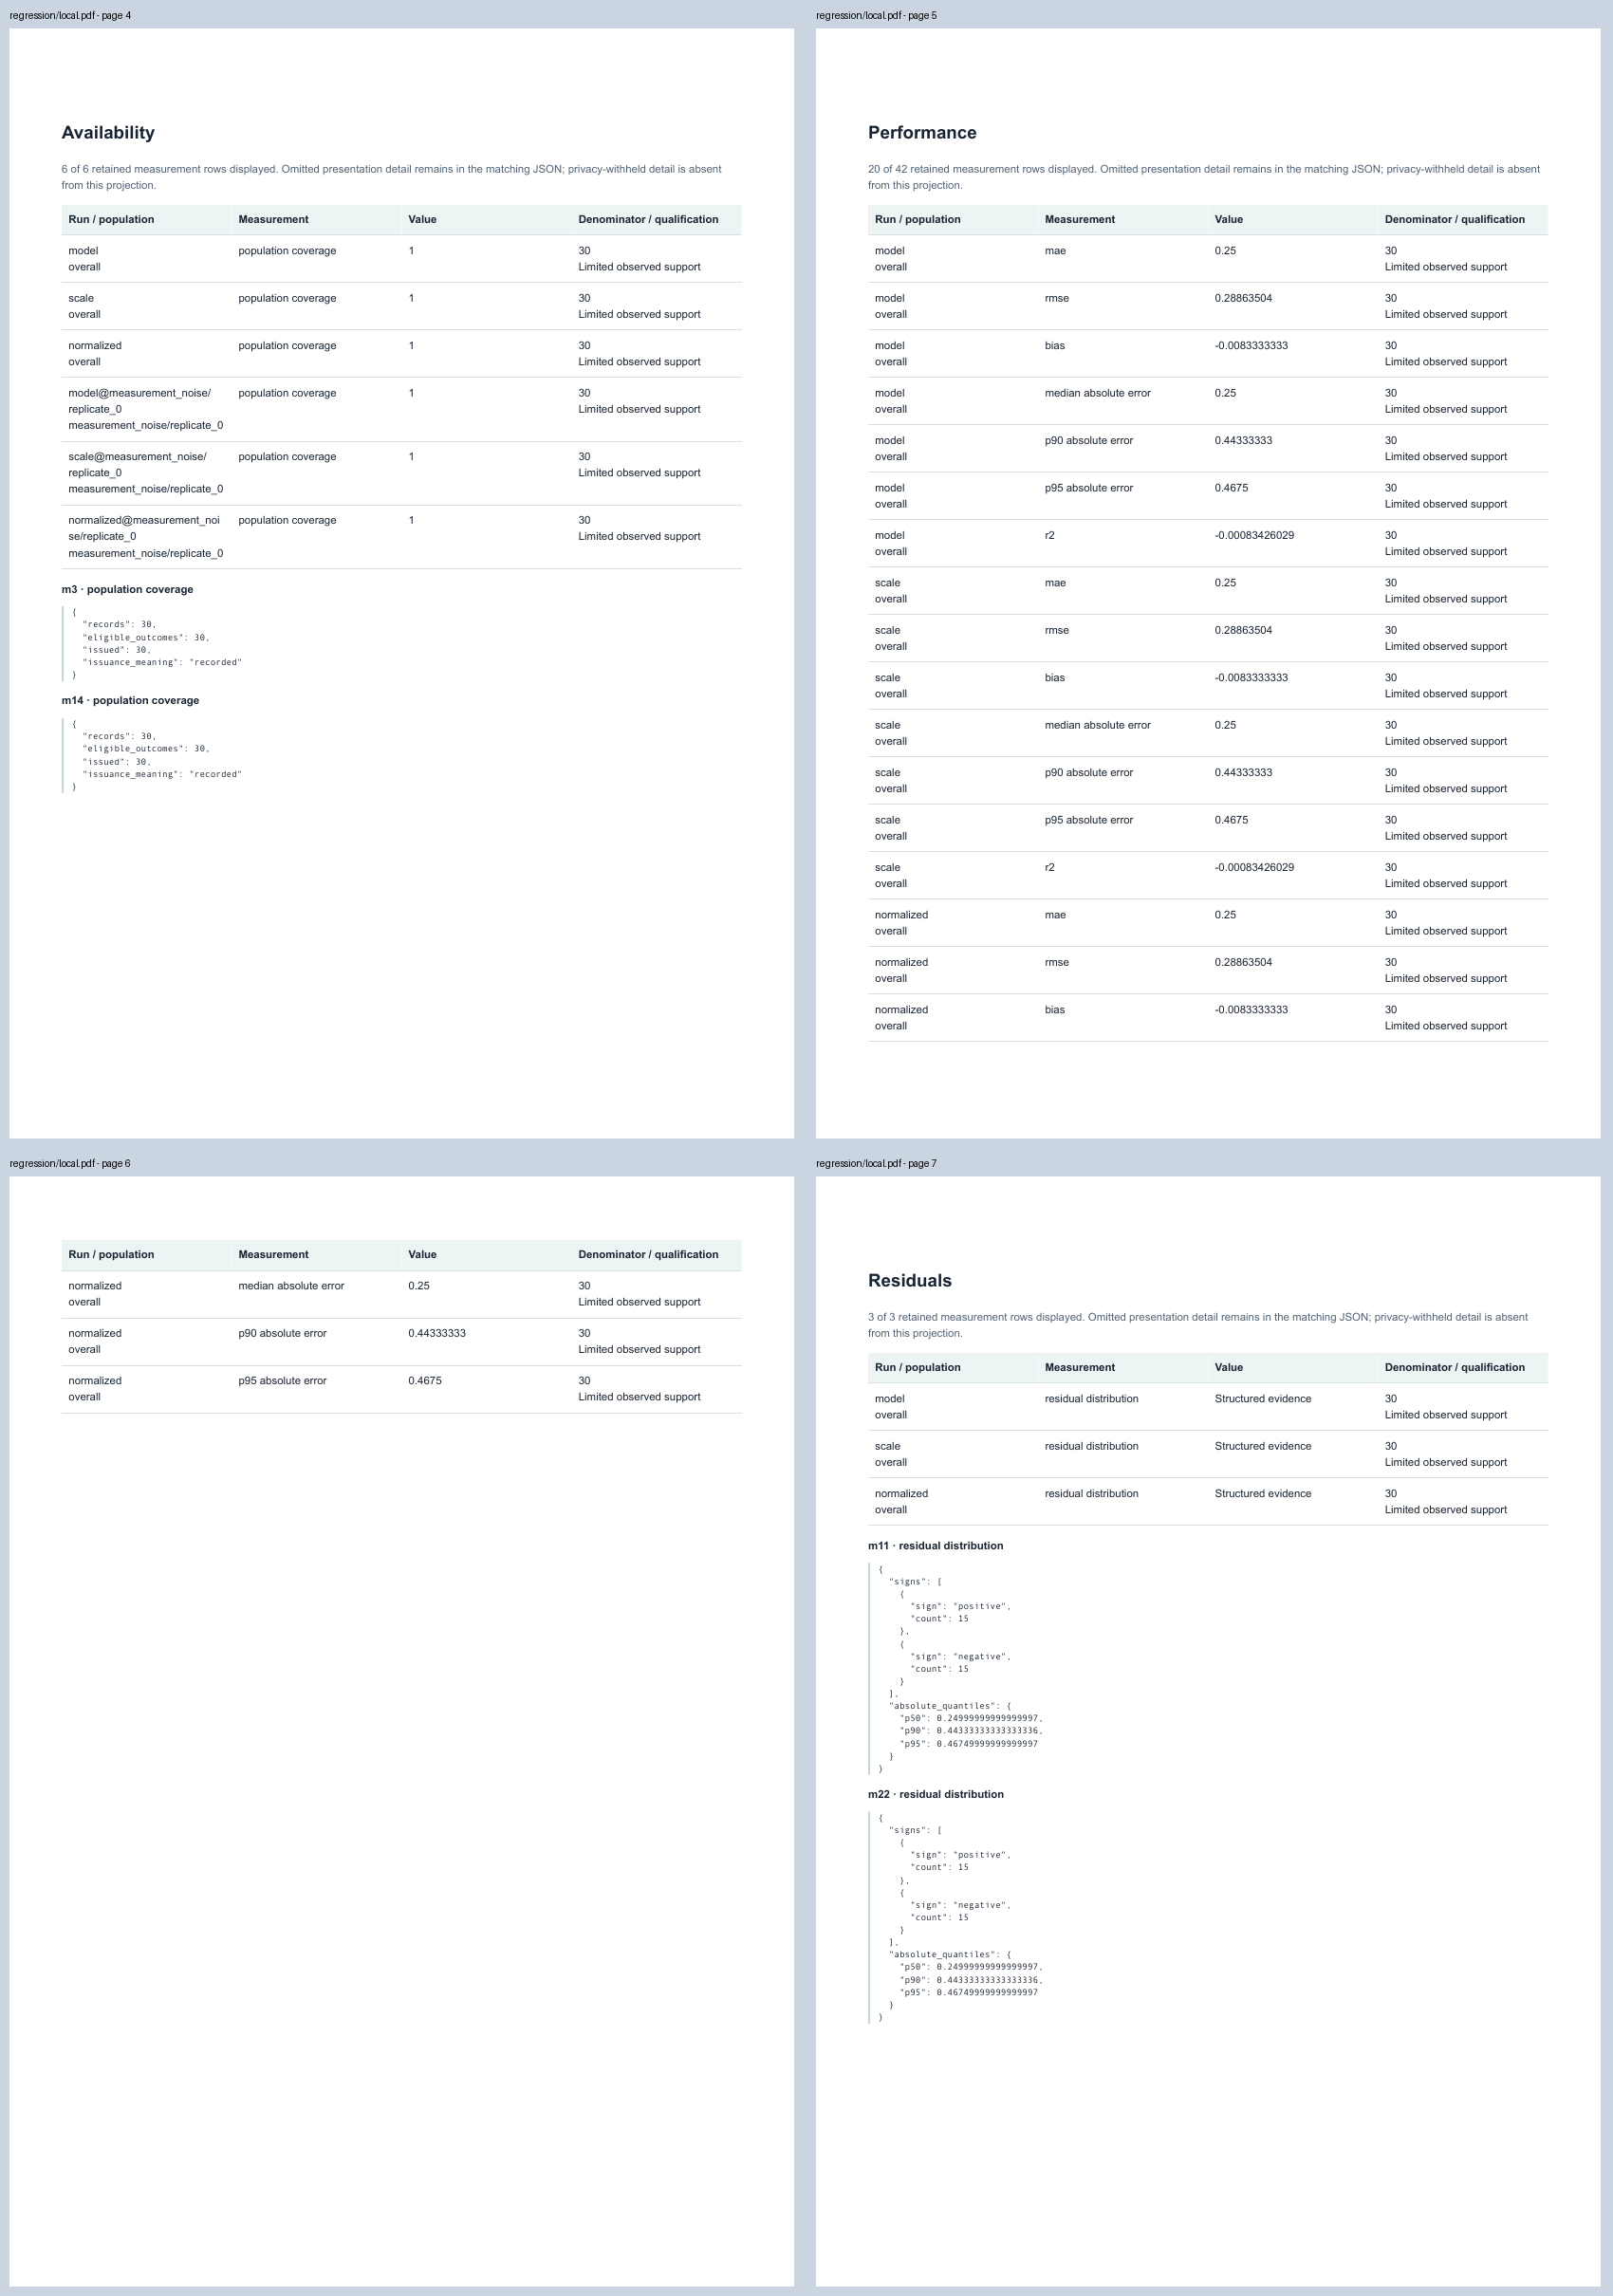 regression/local.pdf - page 4
Availability
6 of 6 retained measurement rows displayed. Omitted presentation detail remains in the matching JSON; privacy-withheld detail is absent
from this projection.
Run / population Measurement Value Denominator / qualification
model population coverage 1 30
overall Limited observed support
scale population coverage 1 30
overall Limited observed support
normalized population coverage 1 30
overall Limited observed support
model@measurement_noise/ population coverage 1 30
replicate_0 Limited observed support
measurement_noise/replicate_0
scale@measurement_noise/ population coverage 1 30
replicate_0 Limited observed support
measurement_noise/replicate_0
normalized@measurement_noi population coverage 1 30
se/replicate_0 Limited observed support
measurement_noise/replicate_0
m3 · population coverage
{
"records": 30,
"eligible_outcomes": 30,
"issued": 30,
"issuance_meaning": "recorded"
}
m14 · population coverage
{
"records": 30,
"eligible_outcomes": 30,
"issued": 30,
"issuance_meaning": "recorded"
}
regression/local.pdf - page 5
Performance
20 of 42 retained measurement rows displayed. Omitted presentation detail remains in the matching JSON; privacy-withheld detail is absent
from this projection.
Run / population Measurement Value Denominator / qualification
model mae 0.25 30
overall Limited observed support
model rmse 0.28863504 30
overall Limited observed support
model bias -0.0083333333 30
overall Limited observed support
model median absolute error 0.25 30
overall Limited observed support
model p90 absolute error 0.44333333 30
overall Limited observed support
model p95 absolute error 0.4675 30
overall Limited observed support
model r2 -0.00083426029 30
overall Limited observed support
scale mae 0.25 30
overall Limited observed support
scale rmse 0.28863504 30
overall Limited observed support
scale bias -0.0083333333 30
overall Limited observed support
scale median absolute error 0.25 30
overall Limited observed support
scale p90 absolute error 0.44333333 30
overall Limited observed support
scale p95 absolute error 0.4675 30
overall Limited observed support
scale r2 -0.00083426029 30
overall Limited observed support
normalized mae 0.25 30
overall Limited observed support
normalized rmse 0.28863504 30
overall Limited observed support
normalized bias -0.0083333333 30
overall Limited observed support
regression/local.pdf - page 6
Run / population Measurement Value Denominator / qualification
normalized median absolute error 0.25 30
overall Limited observed support
normalized p90 absolute error 0.44333333 30
overall Limited observed support
normalized p95 absolute error 0.4675 30
overall Limited observed support
regression/local.pdf - page 7
Residuals
3 of 3 retained measurement rows displayed. Omitted presentation detail remains in the matching JSON; privacy-withheld detail is absent
from this projection.
Run / population Measurement Value Denominator / qualification
model residual distribution Structured evidence 30
overall Limited observed support
scale residual distribution Structured evidence 30
overall Limited observed support
normalized residual distribution Structured evidence 30
overall Limited observed support
m11 · residual distribution
{
"signs": [
{
"sign": "positive",
"count": 15
},
{
"sign": "negative",
"count": 15
}
],
"absolute_quantiles": {
"p50": 0.24999999999999997,
"p90": 0.44333333333333336,
"p95": 0.46749999999999997
}
}
m22 · residual distribution
{
"signs": [
{
"sign": "positive",
"count": 15
},
{
"sign": "negative",
"count": 15
}
],
"absolute_quantiles": {
"p50": 0.24999999999999997,
"p90": 0.44333333333333336,
"p95": 0.46749999999999997
}
}